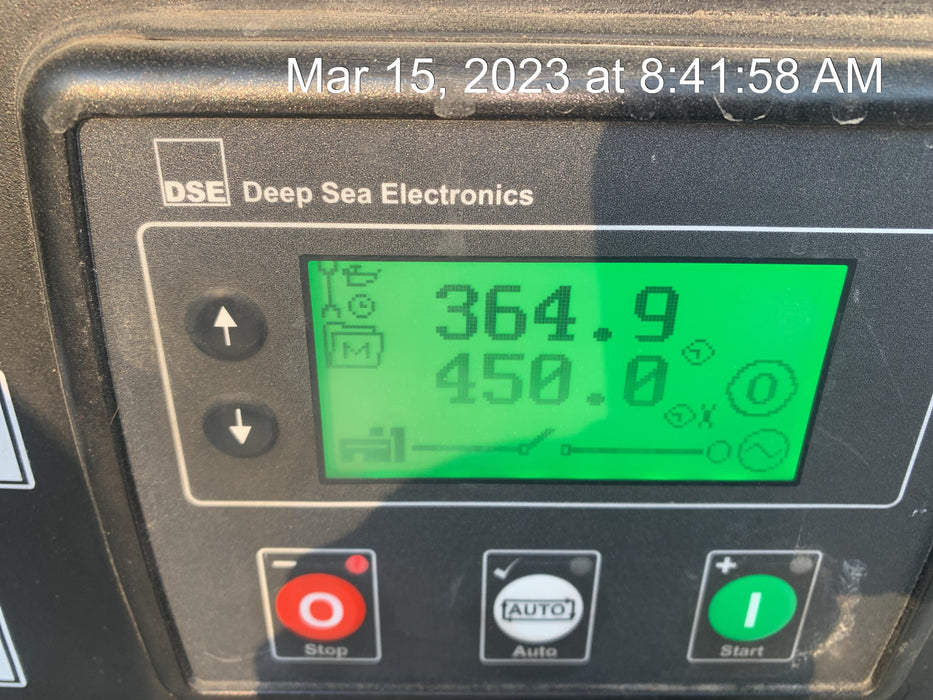 Mar 15, 2023 at 8:41:58 AM
DSE Deep Sea Electronics
364.9
M
450.0
0
Stop
AUTO
Auto
Start